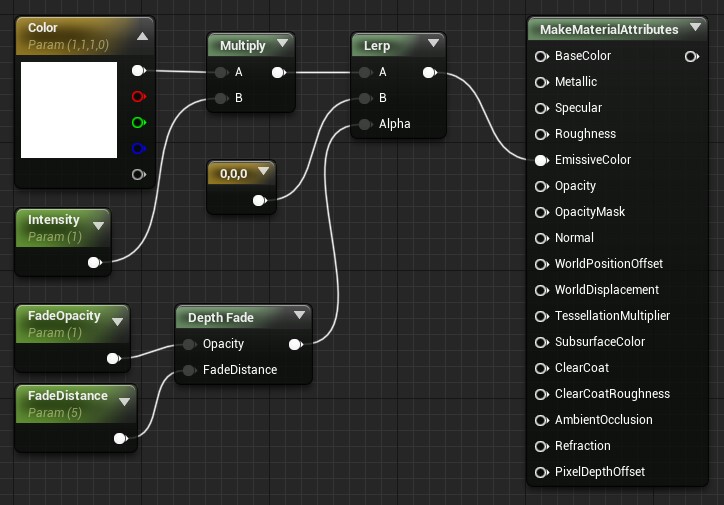 Color
Param (1,1,1,0)
Multiply
A
B
Lerp
A
B
Alpha
0,0,0
Intensity
Param (1)
FadeOpacity
Param (1)
FadeDistance
Param (5)
Depth Fade
Opacity
FadeDistance
MakeMaterialAttributes
BaseColor
Metallic
Specular
Roughness
EmissiveColor
Opacity
OpacityMask
Normal
WorldPositionOffset
WorldDisplacement
TessellationMultiplier
SubsurfaceColor
ClearCoat
ClearCoatRoughness
AmbientOcclusion
Refraction
PixelDepthOffset